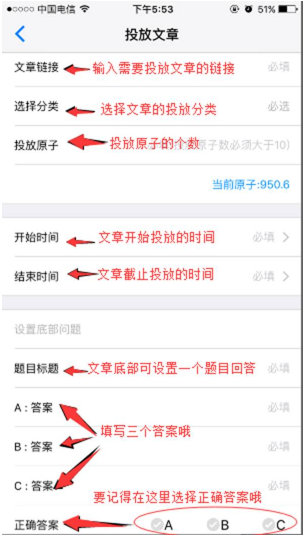 ●○○○○ 中国电信 下午5:53 51%
投放文章
文章链接 输入需要投放文章的链接 必填
选择分类 选择文章的投放分类 必选
投放原子 投放原子的个数 原子数必须大于10)
当前原子:950.6
开始时间 文章开始投放的时间 必填
结束时间 文章截止投放的时间 必填
设置底部问题
题目标题 文章底部可设置一个题目回答 必填
A : 答案 必填
填写三个答案哦
B : 答案 必填
C : 答案 必填
要记得在这里选择正确答案哦
正确答案 A B C